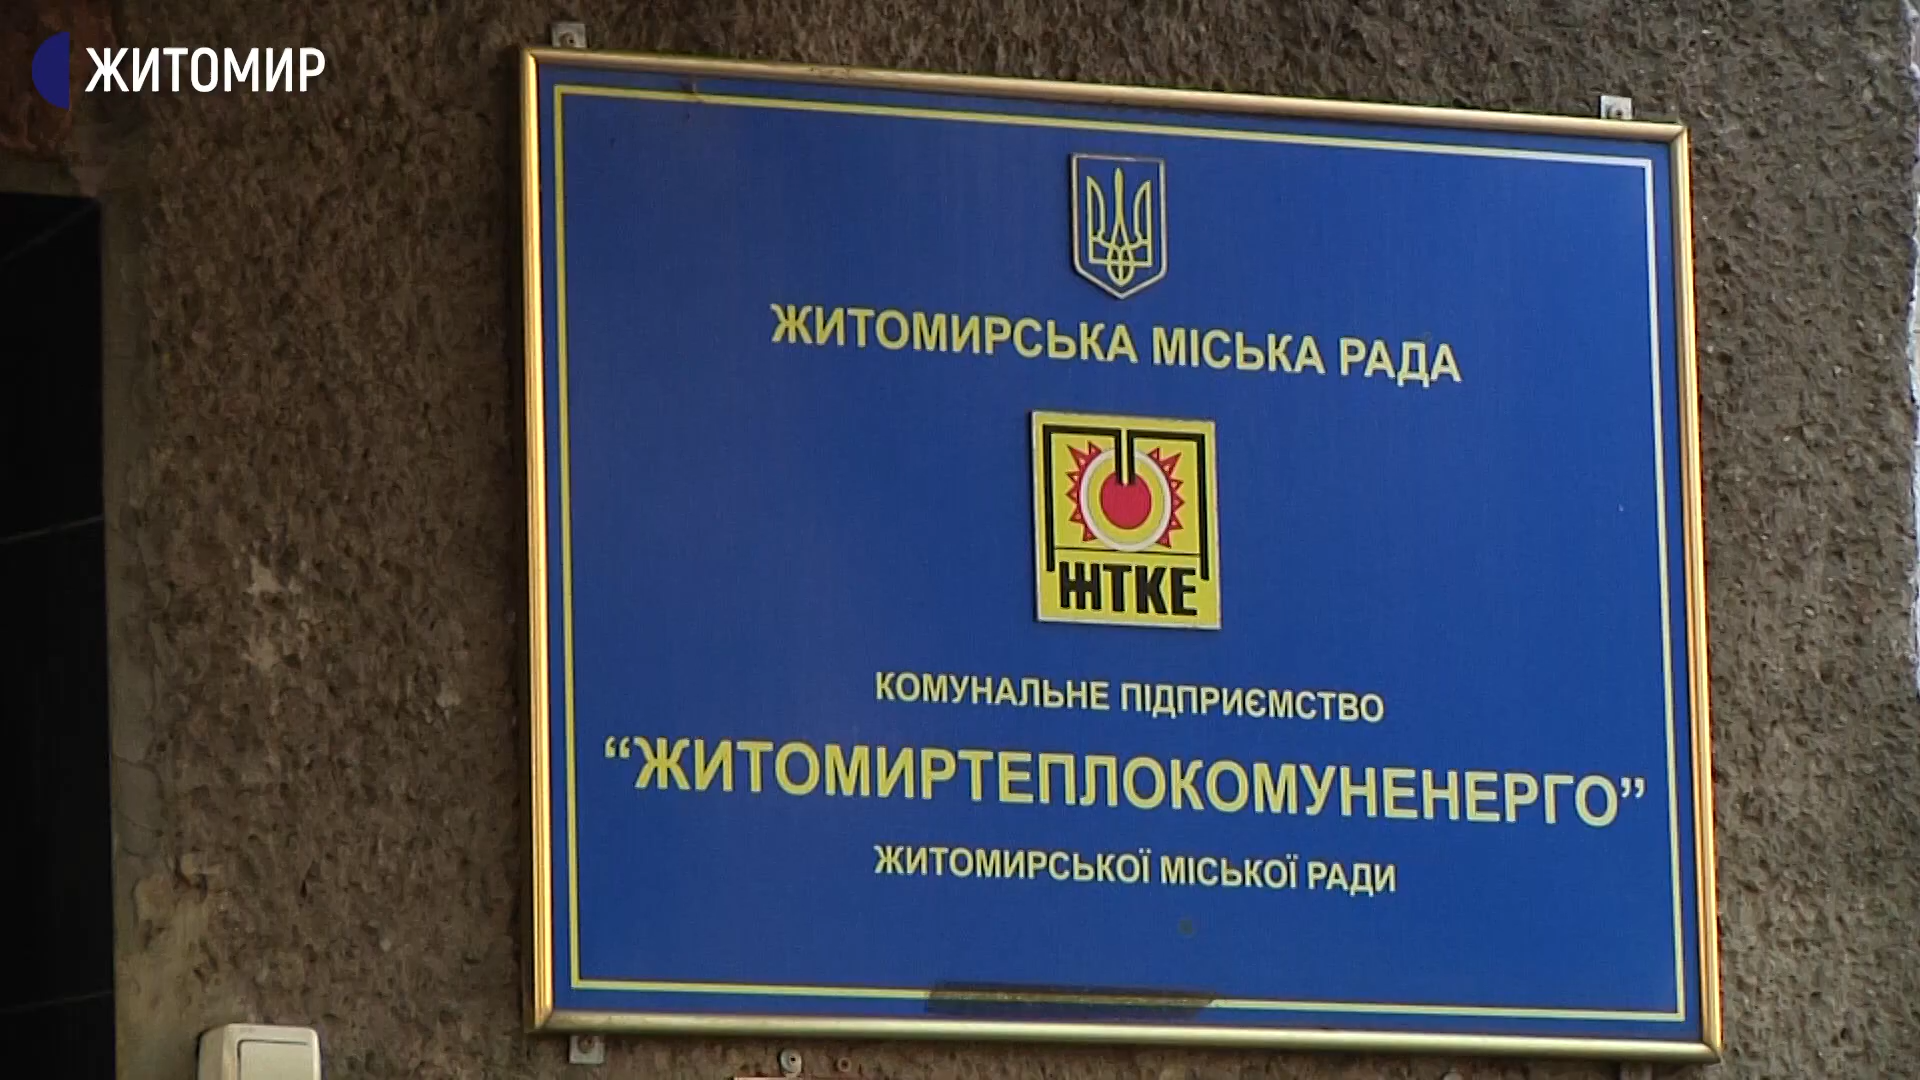 ЖИТОМИР
ЖИТОМИРСЬКА МІСЬКА РАДА
ЖТКЕ
КОМУНАЛЬНЕ ПІДПРИЄМСТВО
“ЖИТОМИРТЕПЛОКОМУНЕНЕРГО”
ЖИТОМИРСЬКОЇ МІСЬКОЇ РАДИ